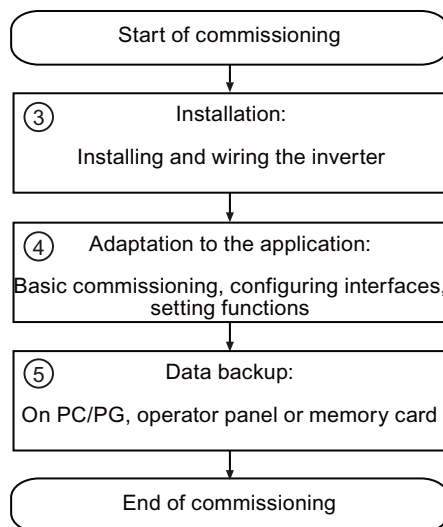 Start of commissioning
③ Installation:
Installing and wiring the inverter
④ Adaptation to the application:
Basic commissioning, configuring interfaces,
setting functions
⑤ Data backup:
On PC/PG, operator panel or memory card
End of commissioning